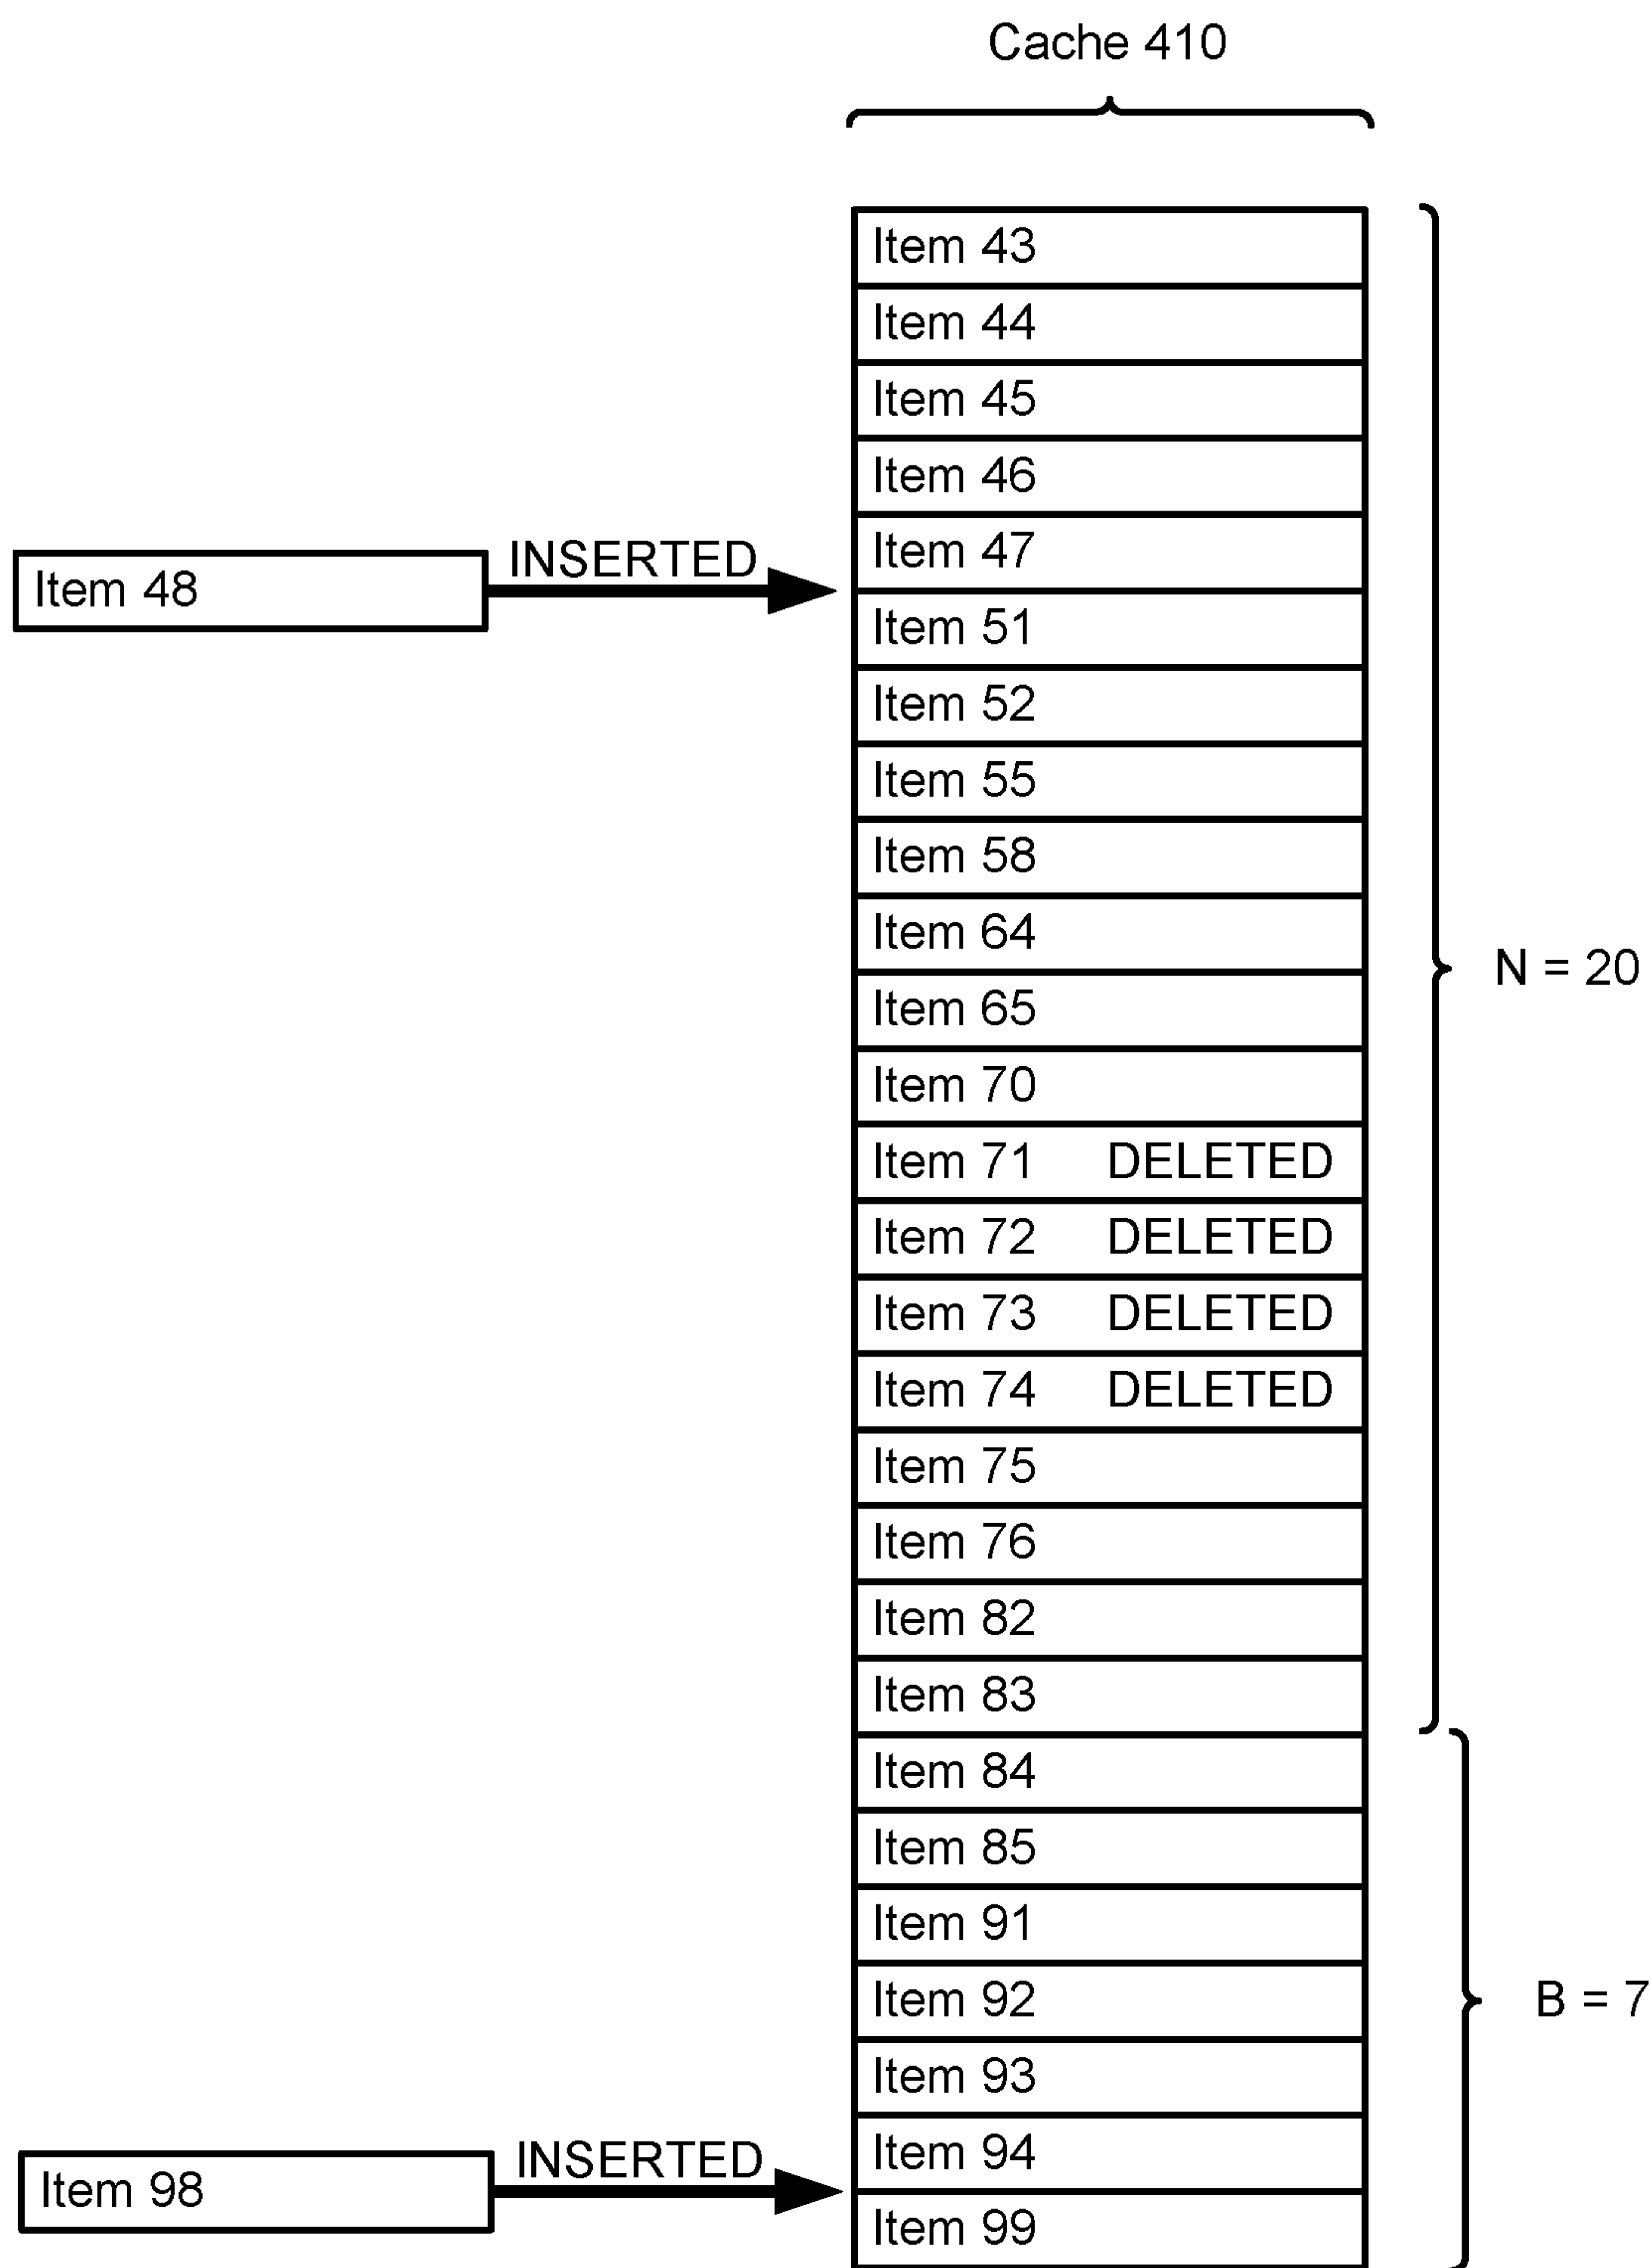 Cache 410
Item 43
Item 44
Item 45
Item 46
Item 47
INSERTED
Item 48
Item 51
Item 52
Item 55
Item 58
Item 64
N = 20
Item 65
Item 70
Item 71 DELETED
Item 72 DELETED
Item 73 DELETED
Item 74 DELETED
Item 75
Item 76
Item 82
Item 83
Item 84
Item 85
Item 91
Item 92
B = 7
Item 93
Item 94
INSERTED
Item 98
Item 99